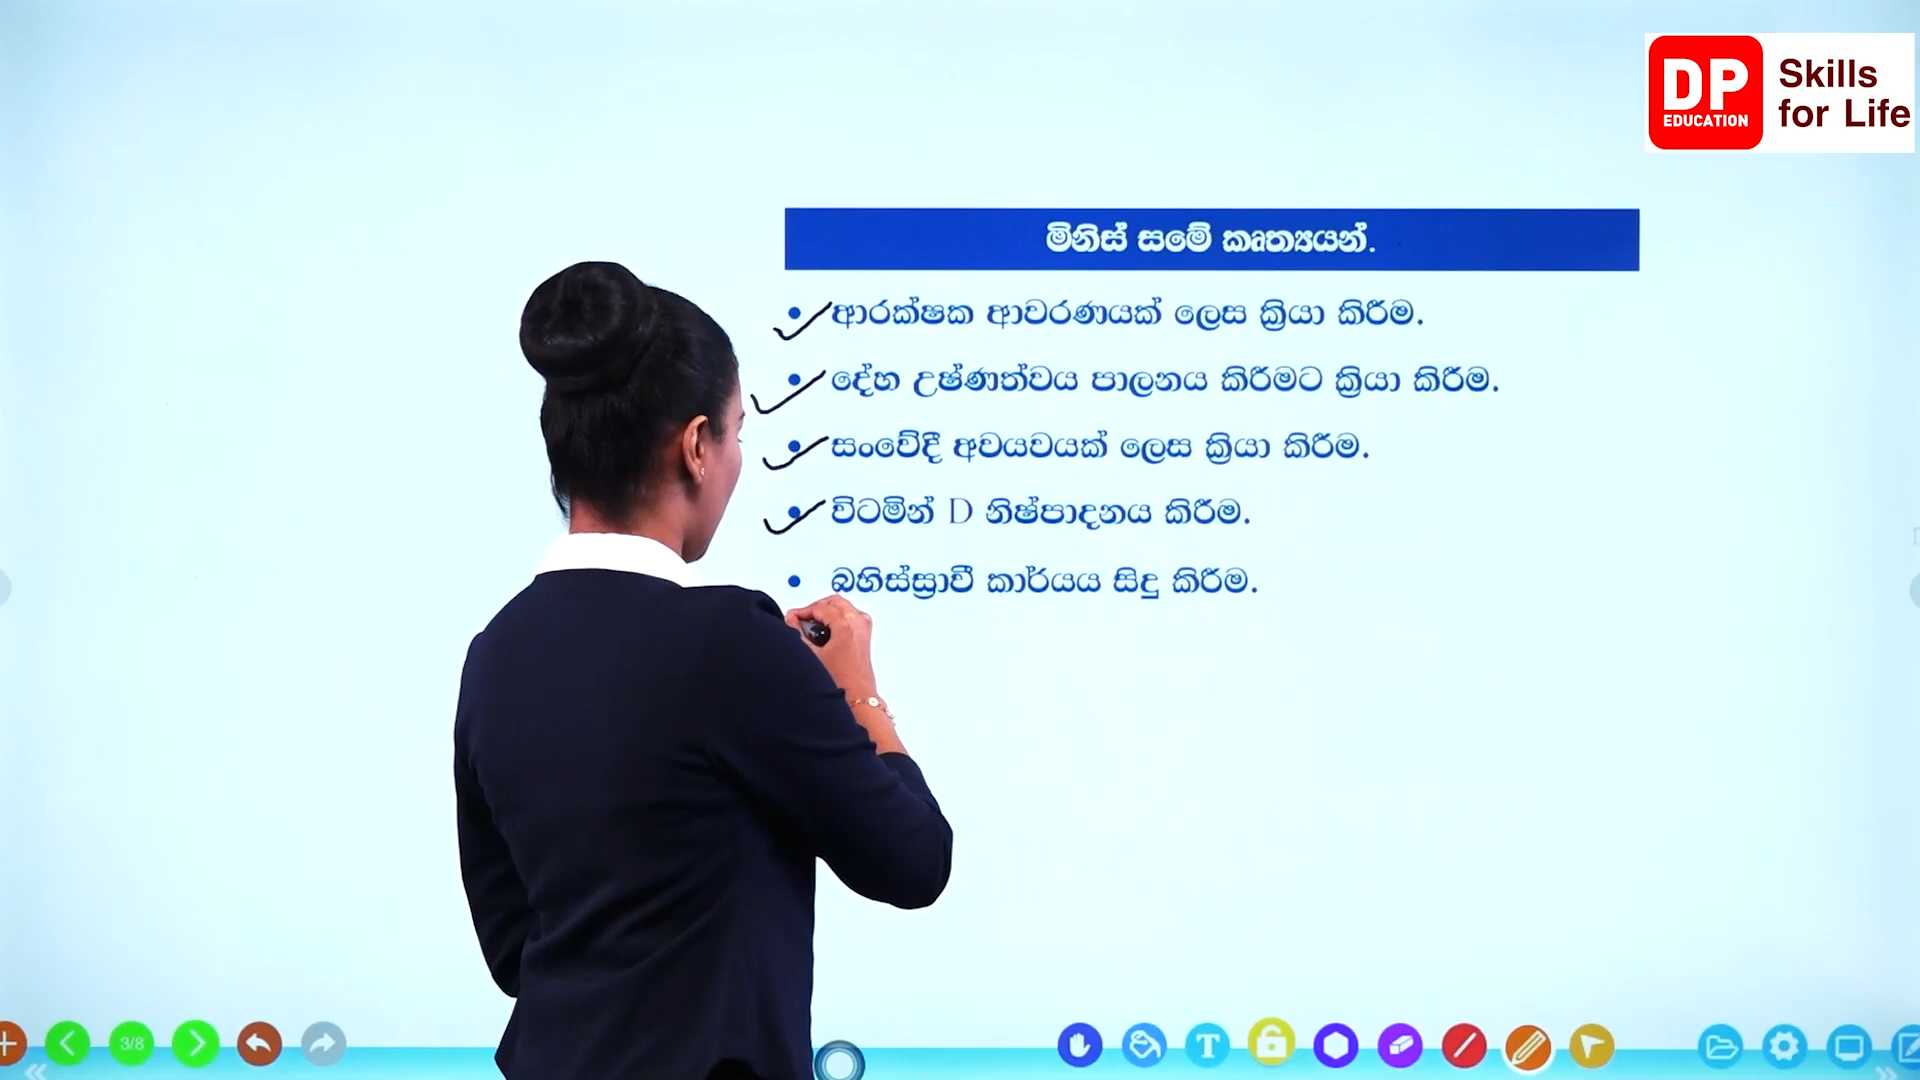 DP
EDUCATION
Skills
for Life
මිනිස් සමේ කෘත්‍යයන්.
• ආරක්ෂක ආවරණයක් ලෙස ක්‍රියා කිරීම.
• දේහ උෂ්ණත්වය පාලනය කිරීමට ක්‍රියා කිරීම.
• සංවේදී අවයවයක් ලෙස ක්‍රියා කිරීම.
• විටමින් D නිෂ්පාදනය කිරීම.
• බහිස්ස්‍රාවී කාර්යය සිදු කිරීම.
3/8
T